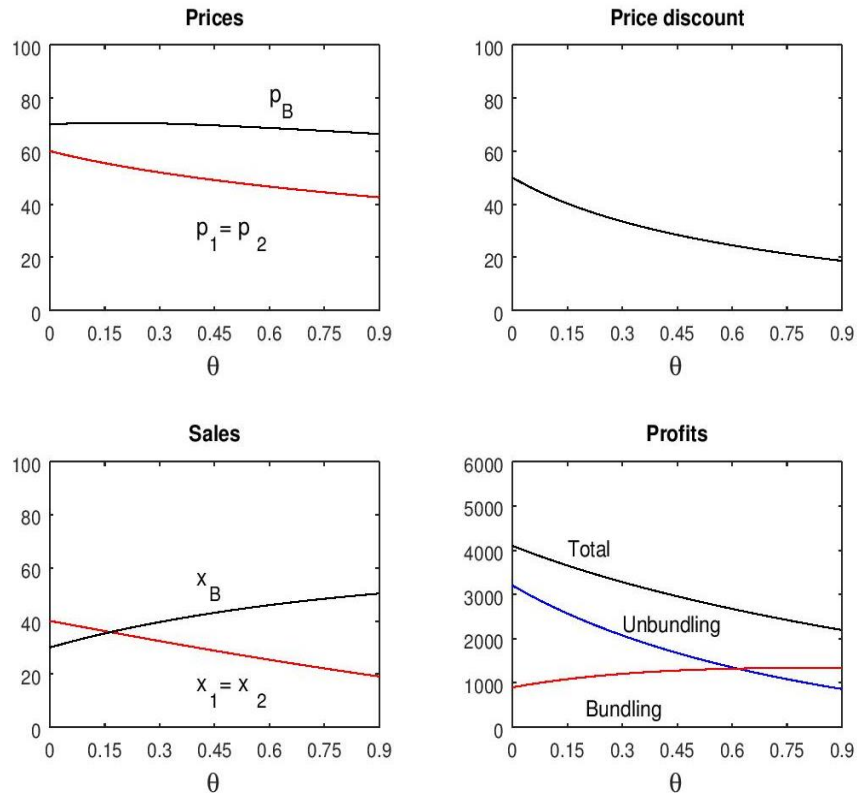 Prices
100
80
60
40
20
0
p_B
p_1 = p_2
0 0.15 0.3 0.45 0.6 0.75 0.9
θ
Price discount
100
80
60
40
20
0
0 0.15 0.3 0.45 0.6 0.75 0.9
θ
Sales
100
80
60
40
20
0
x_B
x_1 = x_2
0 0.15 0.3 0.45 0.6 0.75 0.9
θ
Profits
6000
5000
4000
3000
2000
1000
0
Total
Unbundling
Bundling
0 0.15 0.3 0.45 0.6 0.75 0.9
θ